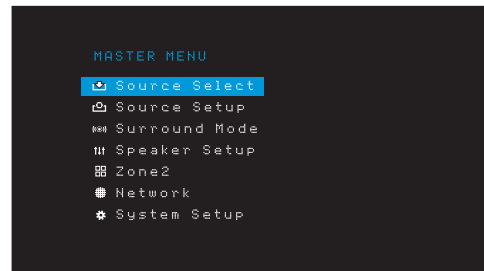 MASTER MENU
Source Select
Source Setup
Surround Mode
Speaker Setup
Zone2
Network
System Setup